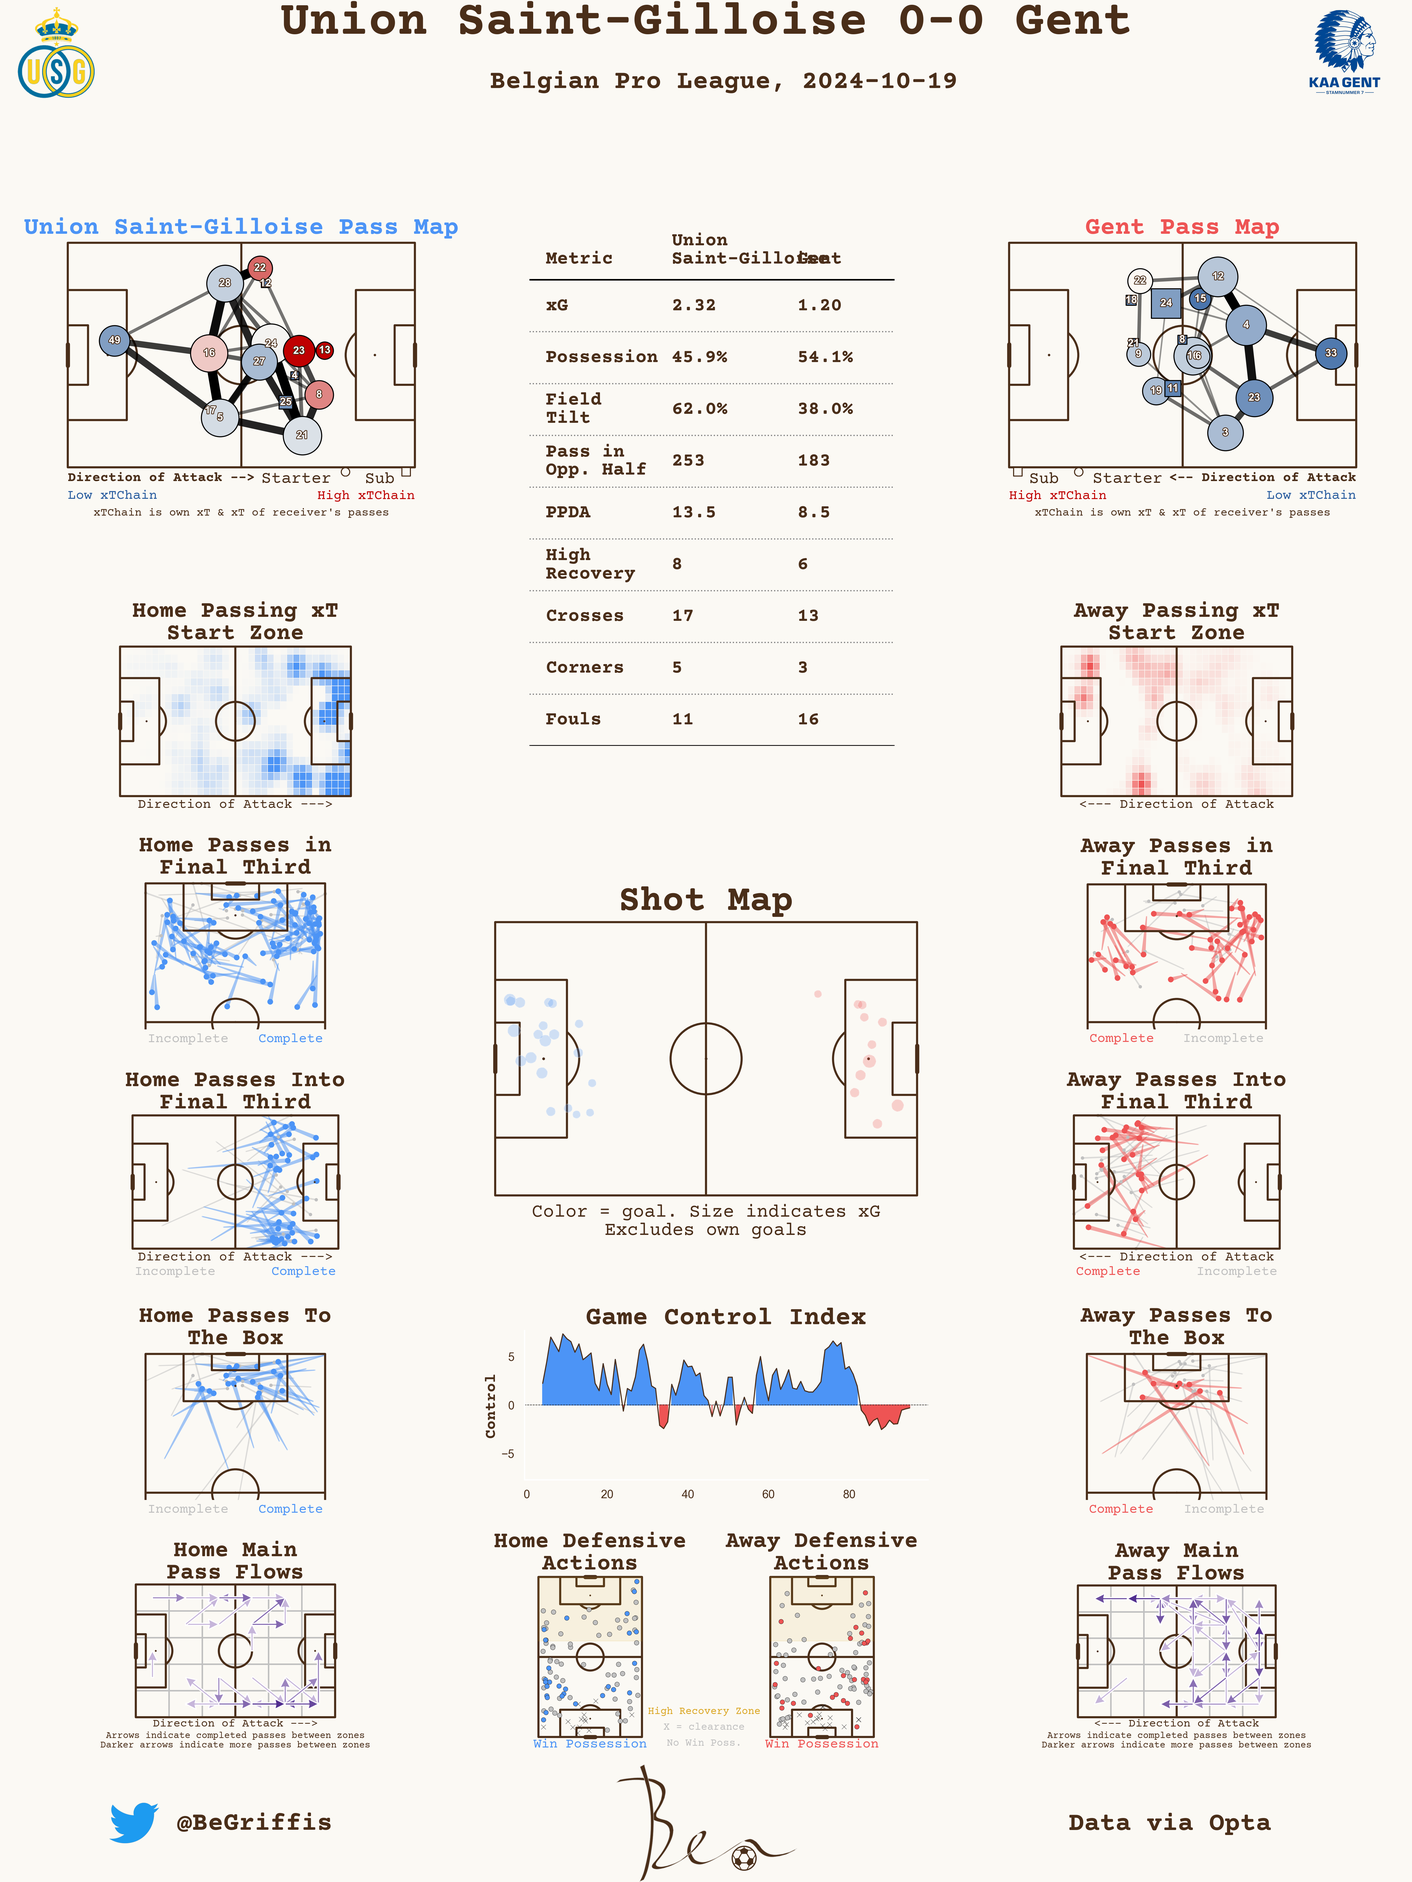 Union Saint-Gilloise 0-0 Gent
Belgian Pro League, 2024-10-19
1897
USG
KAA GENT
STAMNUMMER 7
Union Saint-Gilloise Pass Map
28
22
12
49
16
24
23
13
27
4
8
25
17
5
21
Direction of Attack --> Starter Sub
Low xTChain High xTChain
xTChain is own xT & xT of receiver's passes
Metric Union Saint-Gilloise Gent
xG 2.32 1.20
Possession 45.9% 54.1%
Field Tilt 62.0% 38.0%
Pass in Opp. Half 253 183
PPDA 13.5 8.5
High Recovery 8 6
Crosses 17 13
Corners 5 3
Fouls 11 16
Gent Pass Map
22
12
18
24
15
4
8
21
9
6
33
19
11
23
3
Sub Starter <-- Direction of Attack
High xTChain Low xTChain
xTChain is own xT & xT of receiver's passes
Home Passing xT
Start Zone
Direction of Attack --->
Away Passing xT
Start Zone
<--- Direction of Attack
Home Passes in
Final Third
Incomplete Complete
Away Passes in
Final Third
Complete Incomplete
Shot Map
Color = goal. Size indicates xG
Excludes own goals
Home Passes Into
Final Third
Direction of Attack --->
Incomplete Complete
Away Passes Into
Final Third
<--- Direction of Attack
Complete Incomplete
Home Passes To
The Box
Incomplete Complete
Game Control Index
Control
5
0
−5
0 20 40 60 80
Away Passes To
The Box
Complete Incomplete
Home Main
Pass Flows
Direction of Attack --->
Arrows indicate completed passes between zones
Darker arrows indicate more passes between zones
Home Defensive
Actions
Win Possession
High Recovery Zone
X = clearance
No Win Poss.
Away Defensive
Actions
Win Possession
Away Main
Pass Flows
<--- Direction of Attack
Arrows indicate completed passes between zones
Darker arrows indicate more passes between zones
@BeGriffis
Ben
Data via Opta